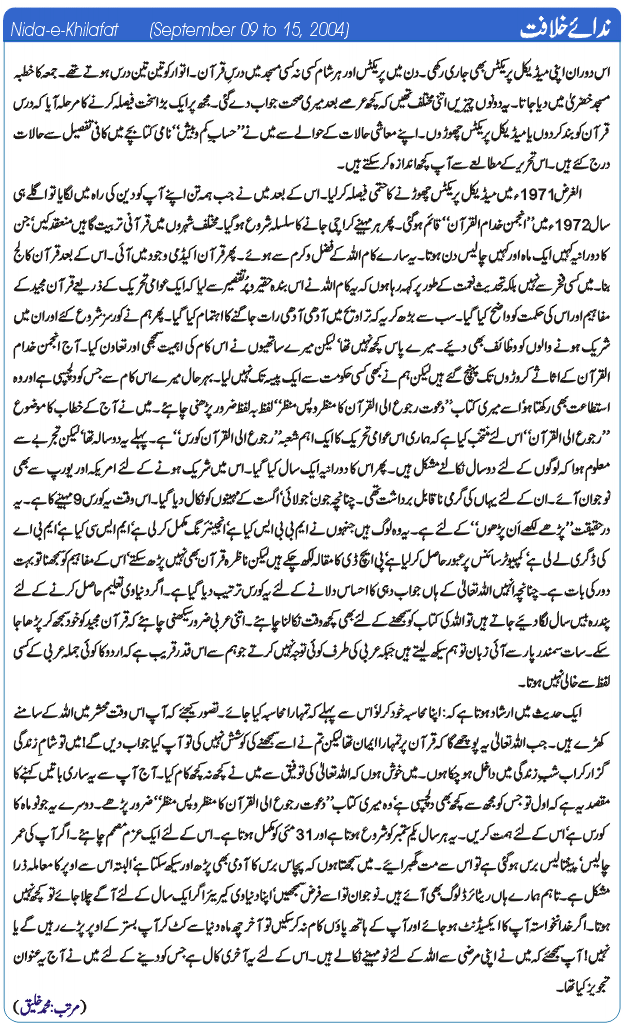 Nida-e-Khilafat (September 09 to 15, 2004) ندائے خلافت
اس دوران اپنی میڈیکل پریکٹس بھی جاری رکھی۔ دن میں پریکٹس اور ہر شام کسی نہ کسی مسجد میں درسِ قرآن۔ اتوار کو تین تین درس ہوتے تھے۔ جمعہ کا خطبہ
مسجد خضریٰ میں دیا جاتا۔ یہ دونوں چیزیں اتنی مختلف تھیں کہ کچھ عرصے بعد میری صحت جواب دے گئی۔ مجھ پر ایک بڑا سخت فیصلہ کرنے کا مرحلہ آیا کہ درس
قرآن کو بند کر دوں یا میڈیکل پریکٹس چھوڑوں۔ اپنے معاشی حالات کے حوالے سے میں نے ’’حساب کم و بیش‘‘ نامی کتابچے میں کافی تفصیل سے حالات
درج کئے ہیں۔ اس تحریر کے مطالعے سے آپ کچھ اندازہ کر سکتے ہیں۔
الغرض 1971ء میں میڈیکل پریکٹس چھوڑنے کا حتمی فیصلہ کر لیا۔ اس کے بعد میں نے جب ہمہ تن اپنے آپ کو دین کی راہ میں لگایا تو اگلے ہی
سال 1972ء میں ’’انجمن خدام القرآن‘‘ قائم ہو گئی۔ پھر ہر مہینے کراچی جانے کا سلسلہ شروع ہو گیا۔ مختلف شہروں میں قرآنی تربیت گاہیں منعقد کیں‘ جن
کا دورانیہ کہیں ایک ماہ اور کہیں چالیس دن ہوتا۔ یہ سارے کام اللہ کے فضل و کرم سے ہوئے۔ پھر قرآن اکیڈمی وجود میں آئی۔ اس کے بعد قرآن کالج
بنا۔ میں کسی فخر سے نہیں بلکہ تحدیث نعمت کے طور پر کہہ رہا ہوں کہ یہ کام اللہ نے اس بندہ حقیر و پر تقصیر سے لیا کہ ایک عوامی تحریک کے ذریعے قرآن مجید کے
مفاہیم اور اس کی حکمت کو واضح کیا گیا۔ سب سے بڑھ کر یہ کہ تراویح میں آدھی آدھی رات جاگنے کا اہتمام کیا گیا۔ پھر ہم نے کورسز شروع کئے اور ان میں
شریک ہونے والوں کو وظائف بھی دیئے۔ میرے پاس کچھ نہیں تھا‘ لیکن میرے ساتھیوں نے اس کام کی اہمیت سمجھی اور تعاون کیا۔ آج انجمن خدام
القرآن کے اثاثے کروڑوں تک پہنچ گئے ہیں لیکن ہم نے کبھی کسی حکومت سے ایک پیسہ تک نہیں لیا۔ بہرحال میرے اس کام سے جس کو دلچسپی ہے اور وہ
استطاعت بھی رکھتا ہو‘ اسے میری کتاب ’’دعوت رجوع الی القرآن کا منظر و پس منظر‘‘ لفظ بہ لفظ ضرور پڑھنی چاہئے۔ میں نے آج کے خطاب کا موضوع
’’رجوع الی القرآن‘‘ اس لئے منتخب کیا ہے کہ ہماری اس عوامی تحریک کا ایک اہم شعبہ ’’رجوع الی القرآن کورس‘‘ ہے۔ پہلے یہ دو سالہ تھا‘ لیکن تجربے سے
معلوم ہوا کہ لوگوں کے لئے دو سال نکالنے مشکل ہیں۔ پھر اس کا دورانیہ ایک سال کیا گیا۔ اس میں شریک ہونے کے لئے امریکہ اور یورپ سے بھی
نوجوان آئے۔ ان کے لئے یہاں کی گرمی ناقابل برداشت تھی۔ چنانچہ جون‘ جولائی‘ اگست کے مہینوں کو نکال دیا گیا۔ اس وقت یہ کورس 9 مہینے کا ہے۔ یہ
درحقیقت ’’پڑھے لکھے ان پڑھوں‘‘ کے لئے ہے۔ یہ وہ لوگ ہیں جنہوں نے ایم بی بی ایس کیا ہے‘ انجینئرنگ مکمل کر لی ہے‘ ایم ایس سی کیا ہے‘ ایم بی اے
کی ڈگری لے لی ہے‘ کمپیوٹر سائنس پر عبور حاصل کر لیا ہے‘ پی ایچ ڈی کا مقالہ لکھ چکے ہیں لیکن ناظرہ قرآن بھی نہیں پڑھ سکتے‘ اس کے مفاہیم کو سمجھنا تو بہت
دور کی بات ہے۔ چنانچہ انہیں اللہ تعالیٰ کے ہاں جواب دہی کا احساس دلانے کے لئے یہ کورس ترتیب دیا گیا ہے۔ اگر دنیاوی تعلیم حاصل کرنے کے لئے
پندرہ بیس سال لگا دیئے جاتے ہیں تو اللہ کی کتاب کو سمجھنے کے لئے بھی کچھ وقت نکالنا چاہئے۔ اتنی عربی ضرور سیکھنی چاہئے کہ قرآن مجید کو خود سمجھ کر پڑھا جا
سکے۔ سات سمندر پار سے آئی زبان تو ہم سیکھ لیتے ہیں جبکہ عربی کی طرف کوئی توجہ نہیں کرتے جو ہم سے اس قدر قریب ہے کہ اردو کا کوئی جملہ عربی کے کسی
لفظ سے خالی نہیں ہوتا۔
ایک حدیث میں ارشاد ہوتا ہے کہ: اپنا محاسبہ خود کر لو‘ اس سے پہلے کہ تمہارا محاسبہ کیا جائے۔ تصور کیجئے کہ آپ اس وقت محشر میں اللہ کے سامنے
کھڑے ہیں۔ جب اللہ تعالیٰ یہ پوچھے گا کہ قرآن پر تمہارا ایمان تھا لیکن تم نے اسے سمجھنے کی کوشش نہیں کی تو آپ کیا جواب دیں گے! میں تو شام زندگی
گزار کر اب شب زندگی میں داخل ہو چکا ہوں۔ میں خوش ہوں کہ اللہ تعالیٰ کی توفیق سے میں نے کچھ نہ کچھ کام کیا۔ آج آپ سے یہ ساری باتیں کہنے کا
مقصد یہ ہے کہ اول تو جس کو مجھ سے کچھ بھی دلچسپی ہے‘ وہ میری کتاب ’’دعوت رجوع الی القرآن کا منظر و پس منظر‘‘ ضرور پڑھے۔ دوسرے یہ جو نو ماہ کا
کورس ہے‘ اس کے لئے ہمت کریں۔ یہ ہر سال یکم ستمبر کو شروع ہوتا ہے اور 31 مئی کو مکمل ہوتا ہے۔ اس کے لئے ایک عزم مصمم چاہئے۔ اگر آپ کی عمر
چالیس‘ پینتالیس برس ہو گئی ہے تو اس سے مت گھبرائیے۔ میں سمجھتا ہوں کہ پچاس برس کا آدمی بھی پڑھ اور سیکھ سکتا ہے‘ البتہ اس سے اوپر کا معاملہ ذرا
مشکل ہے۔ تاہم ہمارے ہاں ریٹائرڈ لوگ بھی آئے ہیں۔ نوجوان تو اسے فرض سمجھیں‘ اپنا دنیاوی کیریئر اگر ایک سال کے لئے آگے چلا جائے تو کچھ نہیں
ہوتا۔ اگر خدانخواستہ آپ کا ایکسیڈنٹ ہو جائے اور آپ کے ہاتھ پاؤں کام نہ کر سکیں تو آخر چھ ماہ دنیا سے کٹ کر آپ بستر کے اوپر پڑے رہیں گے یا
نہیں! آپ سمجھئے کہ میں نے اپنی مرضی سے اللہ کے لئے نو مہینے نکالے ہیں۔ اس کے لئے یہ آخری کال ہے جس کو دینے کے لئے میں نے آج یہ عنوان
تجویز کیا تھا۔
(مرتب: محمد خلیق)